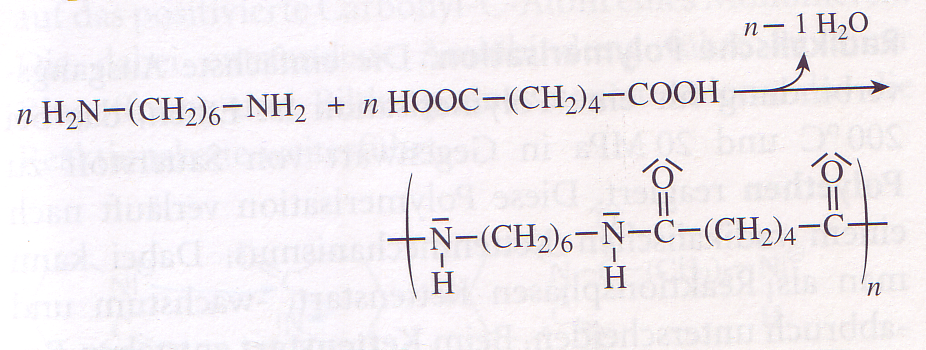 n – 1 H₂O
n H₂N–(CH₂)₆–NH₂ + n HOOC–(CH₂)₄–COOH
O O
N–(CH₂)₆–N–C–(CH₂)₄–C
H H n